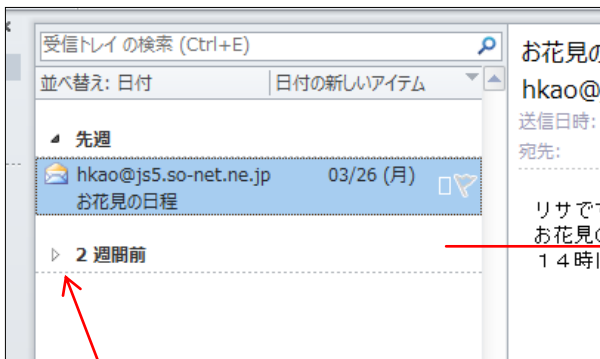 受信トレイ の検索 (Ctrl+E)
並べ替え: 日付 日付の新しいアイテム
先週
hkao@js5.so-net.ne.jp 03/26 (月)
お花見の日程
2 週間前
お花見の
hkao@
送信日時:
宛先:
リサで
お花見
14時